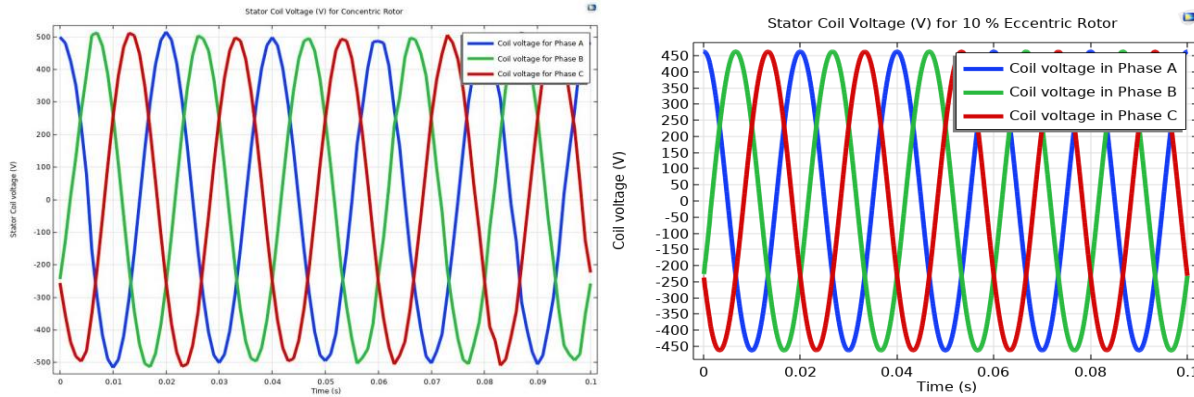 Stator Coil Voltage (V) for Concentric Rotor
Coil voltage for Phase A
Coil voltage for Phase B
Coil voltage for Phase C
500
400
300
200
100
0
-100
-200
-300
-400
-500
Stator Coil voltage (V)
0 0.01 0.02 0.03 0.04 0.05 0.06 0.07 0.08 0.09 0.1
Time (s)
Stator Coil Voltage (V) for 10 % Eccentric Rotor
Coil voltage in Phase A
Coil voltage in Phase B
Coil voltage in Phase C
450
400
350
300
250
200
150
100
50
0
-50
-100
-150
-200
-250
-300
-350
-400
-450
Coil voltage (V)
0 0.02 0.04 0.06 0.08 0.1
Time (s)